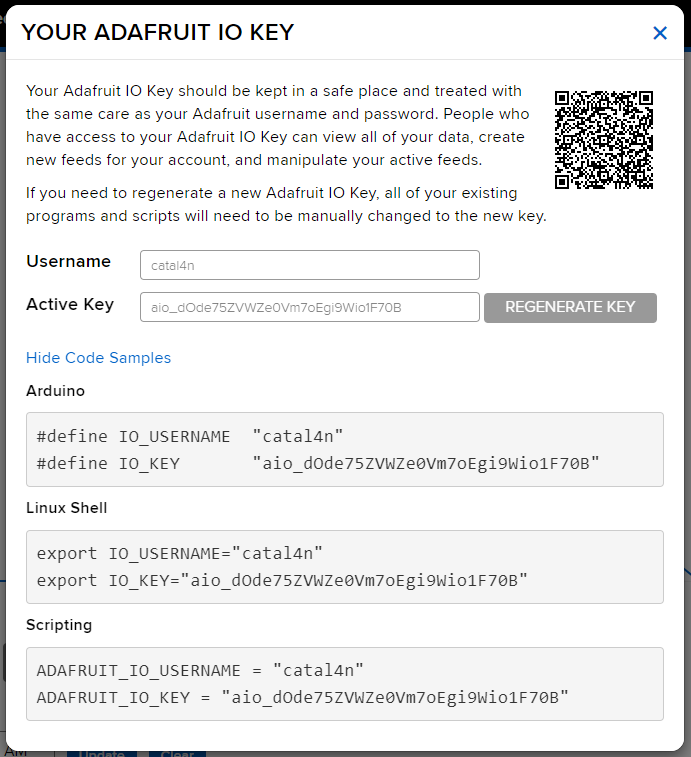 YOUR ADAFRUIT IO KEY
Your Adafruit IO Key should be kept in a safe place and treated with
the same care as your Adafruit username and password. People who
have access to your Adafruit IO Key can view all of your data, create
new feeds for your account, and manipulate your active feeds.
If you need to regenerate a new Adafruit IO Key, all of your existing
programs and scripts will need to be manually changed to the new key.
Username
catal4n
Active Key
aio_dOde75ZVWZe0Vm7oEgi9Wio1F70B
REGENERATE KEY
Hide Code Samples
Arduino
#define IO_USERNAME  "catal4n"
#define IO_KEY       "aio_dOde75ZVWZe0Vm7oEgi9Wio1F70B"
Linux Shell
export IO_USERNAME="catal4n"
export IO_KEY="aio_dOde75ZVWZe0Vm7oEgi9Wio1F70B"
Scripting
ADAFRUIT_IO_USERNAME = "catal4n"
ADAFRUIT_IO_KEY = "aio_dOde75ZVWZe0Vm7oEgi9Wio1F70B"
AM
Update
Clear